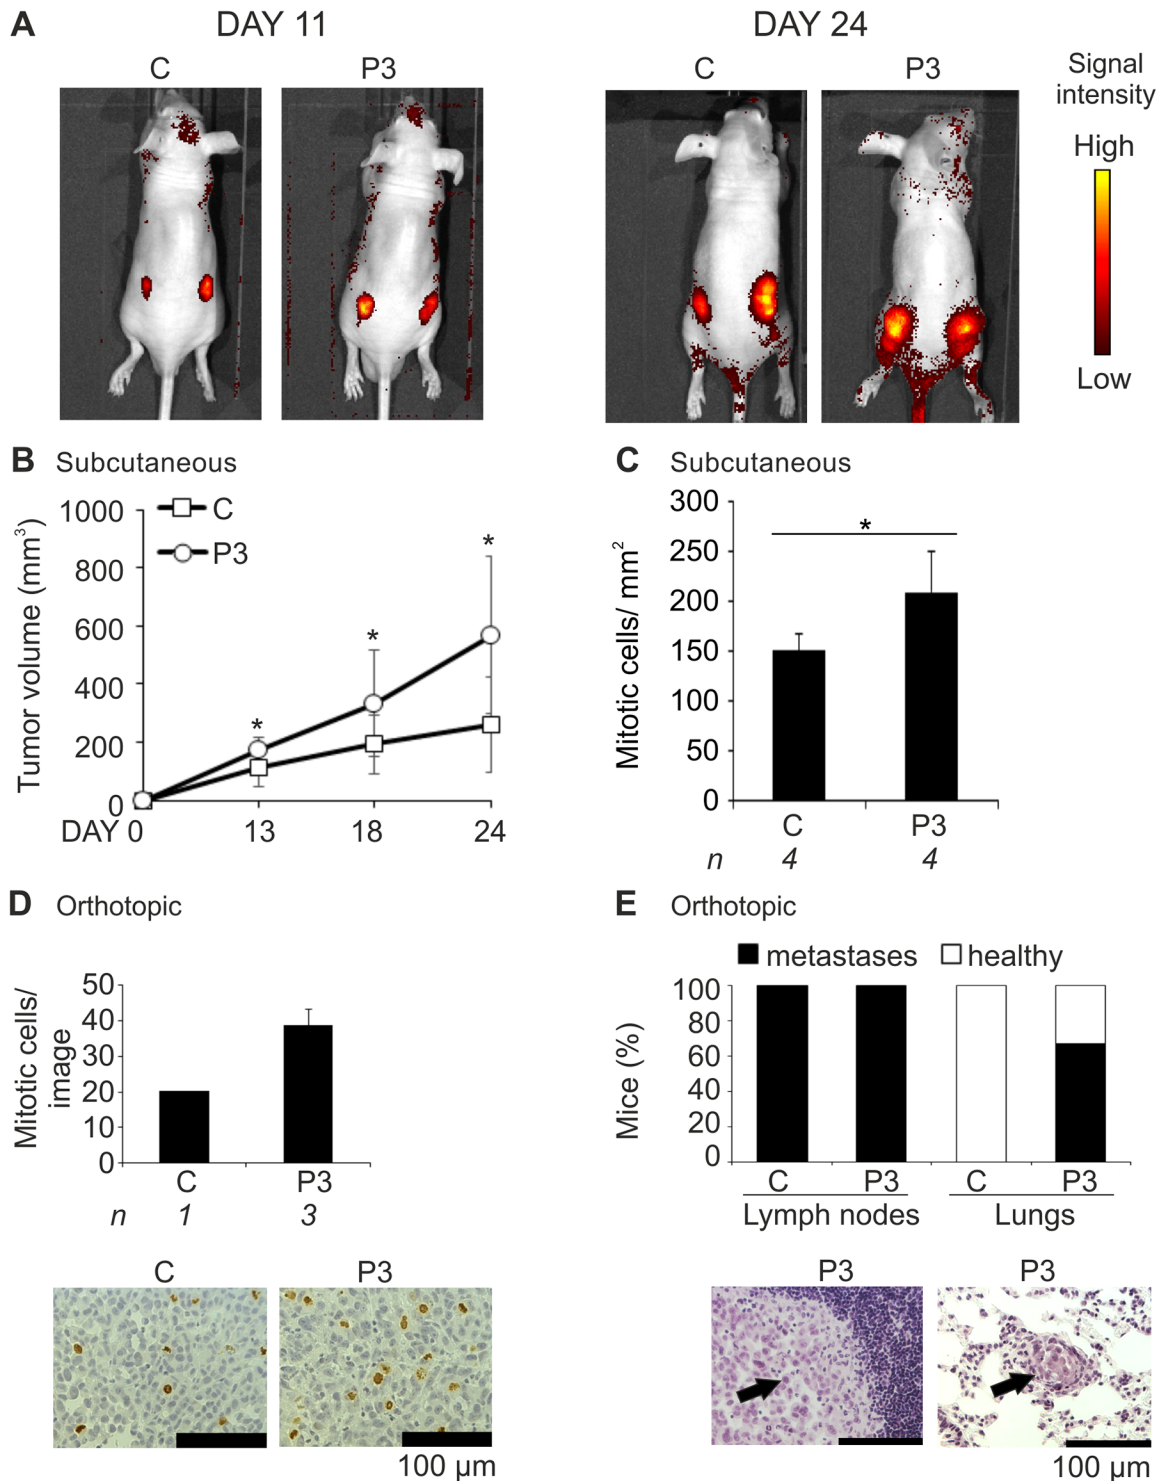 A DAY 11 DAY 24
C P3 C P3 Signal intensity
High
Low
B Subcutaneous
Tumor volume (mm³)
1000
800
600
400
200
0
C
P3
*
*
*
DAY 0 13 18 24
C Subcutaneous
Mitotic cells/ mm²
300
250
200
150
100
50
0
*
C P3
n 4 4
D Orthotopic
Mitotic cells/
image
50
40
30
20
10
0
C P3
n 1 3
C P3
100 µm
E Orthotopic
metastases healthy
Mice (%)
100
80
60
40
20
0
C P3 C P3
Lymph nodes Lungs
P3 P3
100 µm